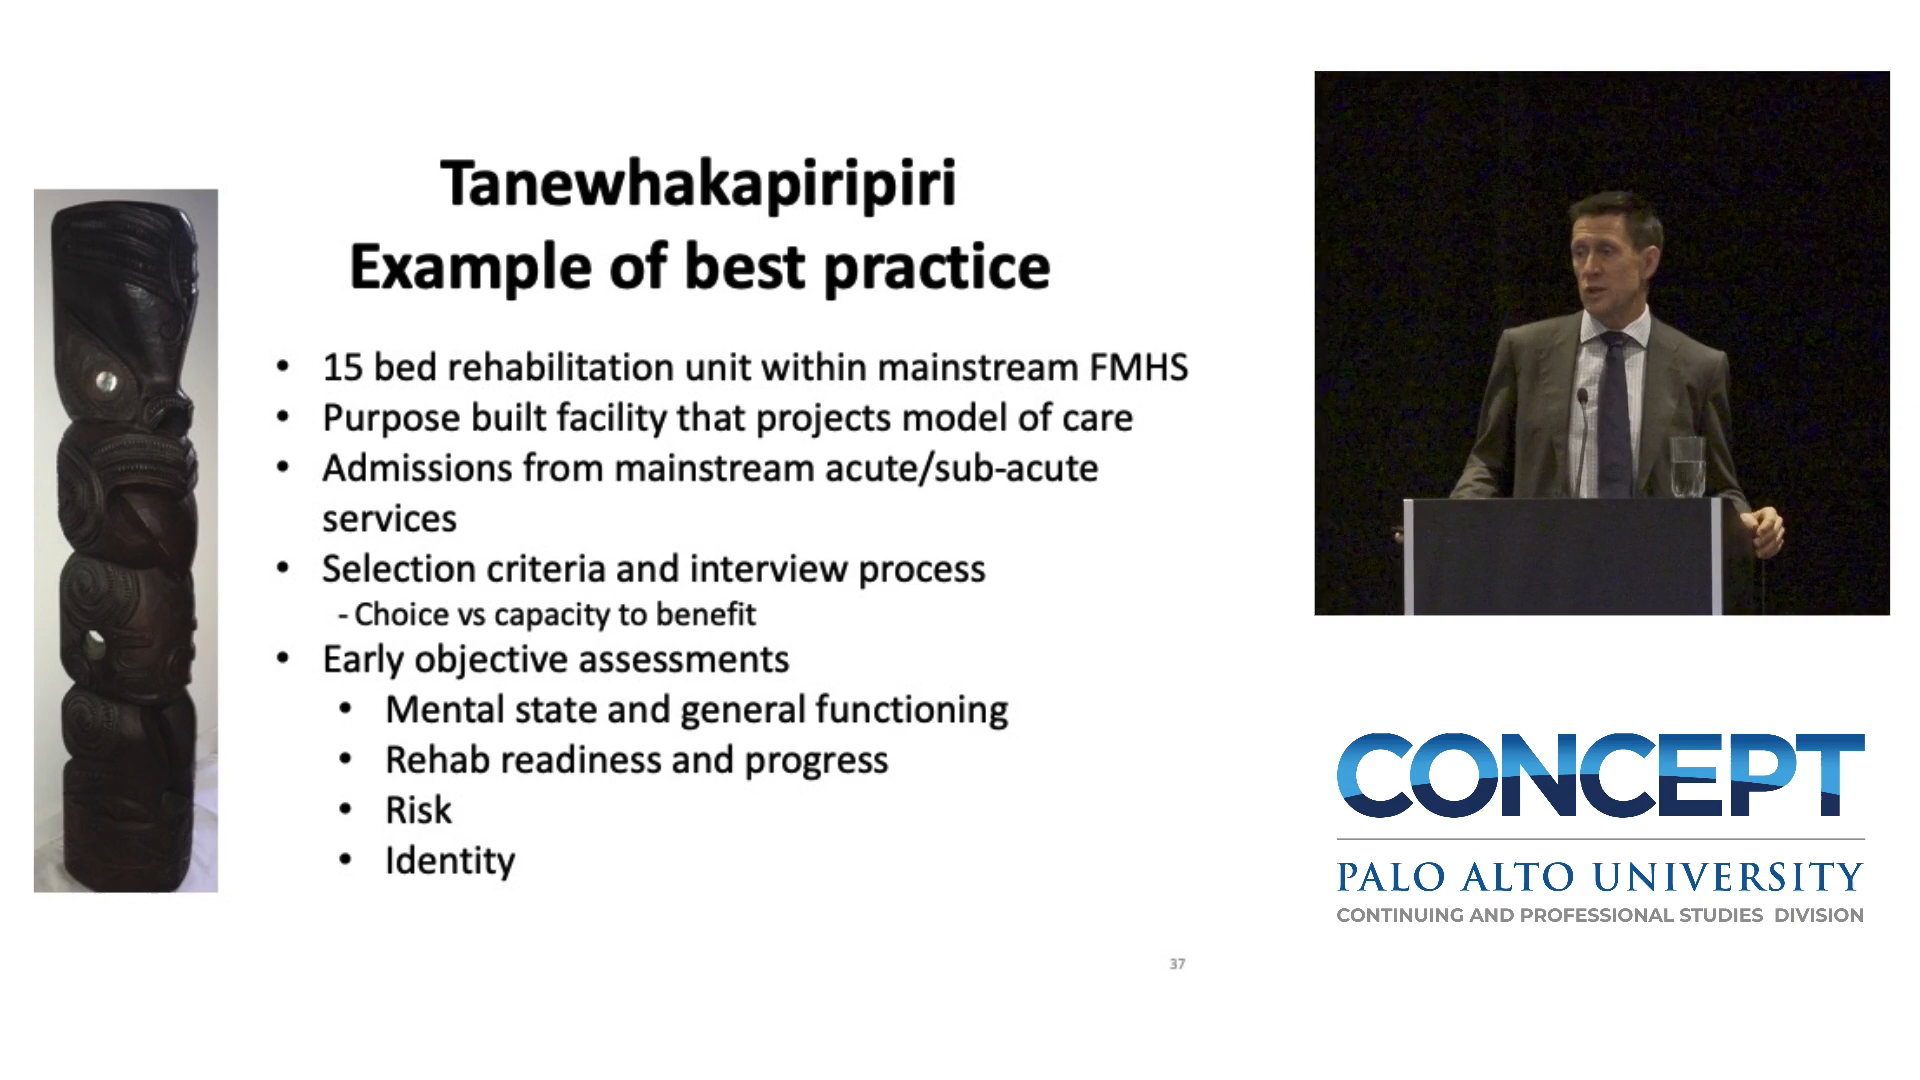 Tanewhakapiripiri
Example of best practice
• 15 bed rehabilitation unit within mainstream FMHS
• Purpose built facility that projects model of care
• Admissions from mainstream acute/sub-acute
services
• Selection criteria and interview process
- Choice vs capacity to benefit
• Early objective assessments
• Mental state and general functioning
• Rehab readiness and progress
• Risk
• Identity
37
CONCEPT
PALO ALTO UNIVERSITY
CONTINUING AND PROFESSIONAL STUDIES DIVISION